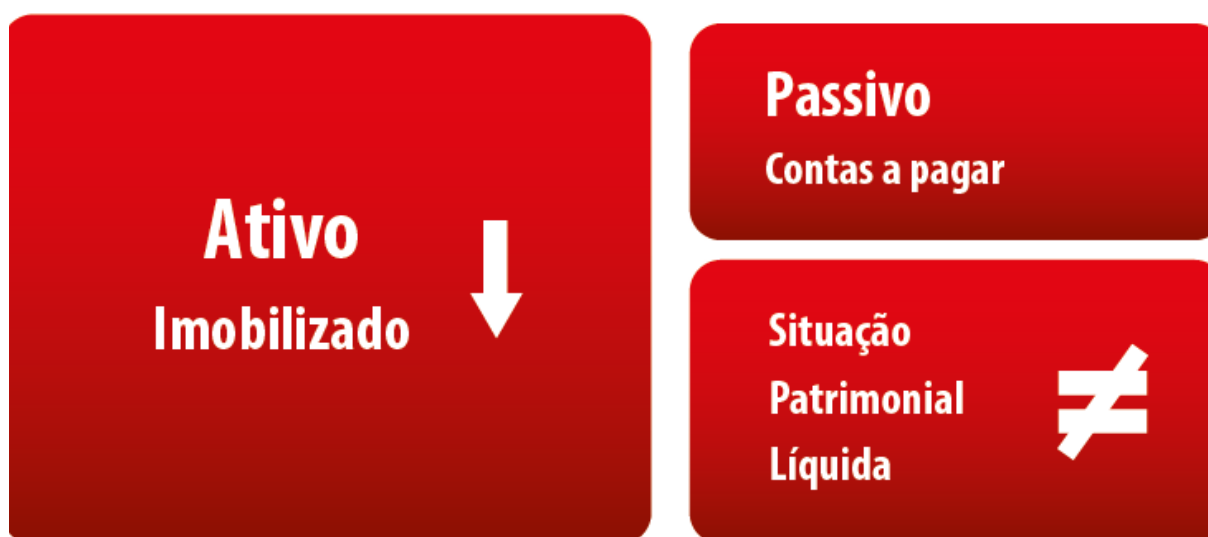 Ativo
Imobilizado
Passivo
Contas a pagar
Situação
Patrimonial
Líquida
≠